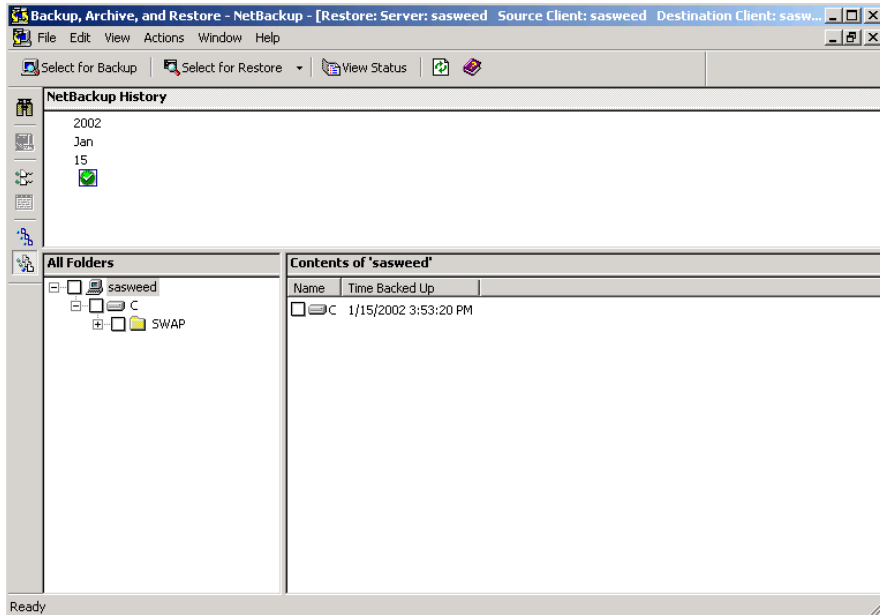 Backup, Archive, and Restore - NetBackup - [Restore: Server: sasweed   Source Client: sasweed   Destination Client: sasw...
File Edit View Actions Window Help
Select for Backup Select for Restore View Status
NetBackup History
2002
Jan
15
All Folders
Contents of 'sasweed'
sasweed
Name Time Backed Up
C
C 1/15/2002 3:53:20 PM
SWAP
Ready